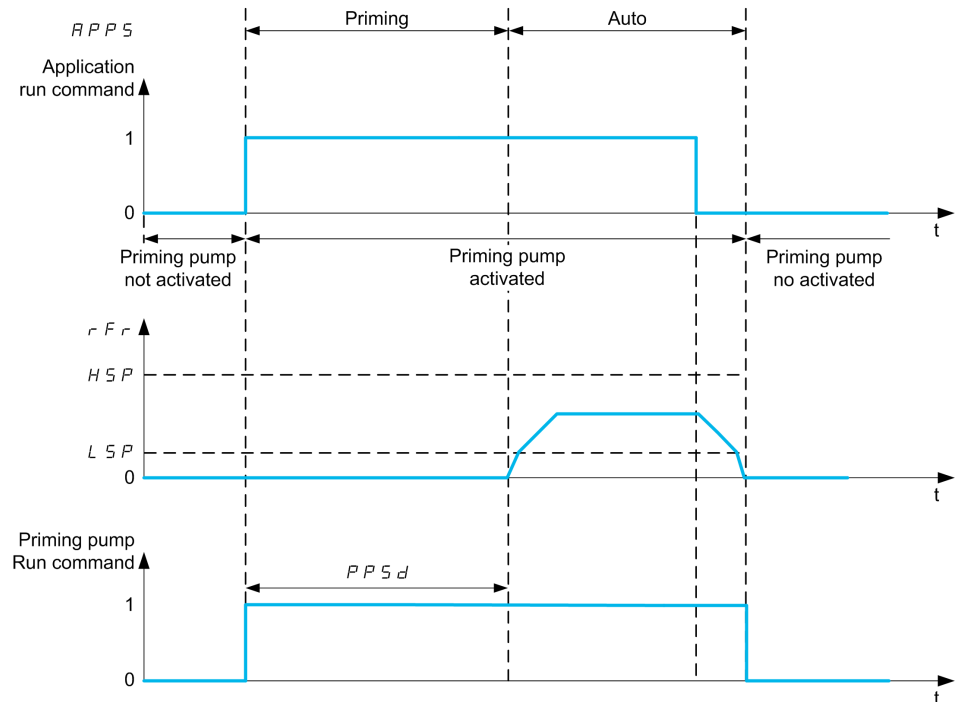 Priming Auto
APPS
Application
run command
1
0
t
Priming pump
not activated
Priming pump
activated
Priming pump
no activated
rFr
HSP
LSP
0
t
Priming pump
Run command
PPSd
1
0
t